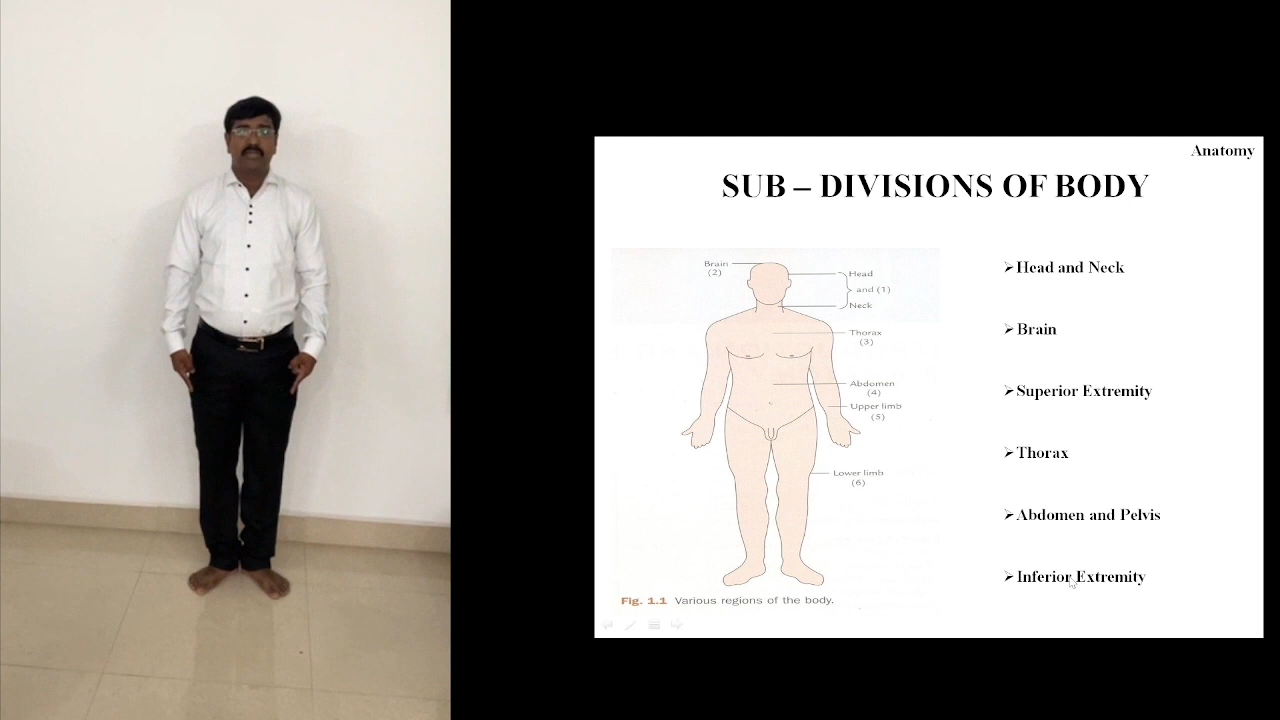 Anatomy
SUB – DIVISIONS OF BODY
Brain
(2)
Head
and (1)
Neck
Thorax
(3)
Abdomen
(4)
Upper limb
(5)
Lower limb
(6)
Fig. 1.1 Various regions of the body.
➢Head and Neck
➢Brain
➢Superior Extremity
➢Thorax
➢Abdomen and Pelvis
➢Inferior Extremity